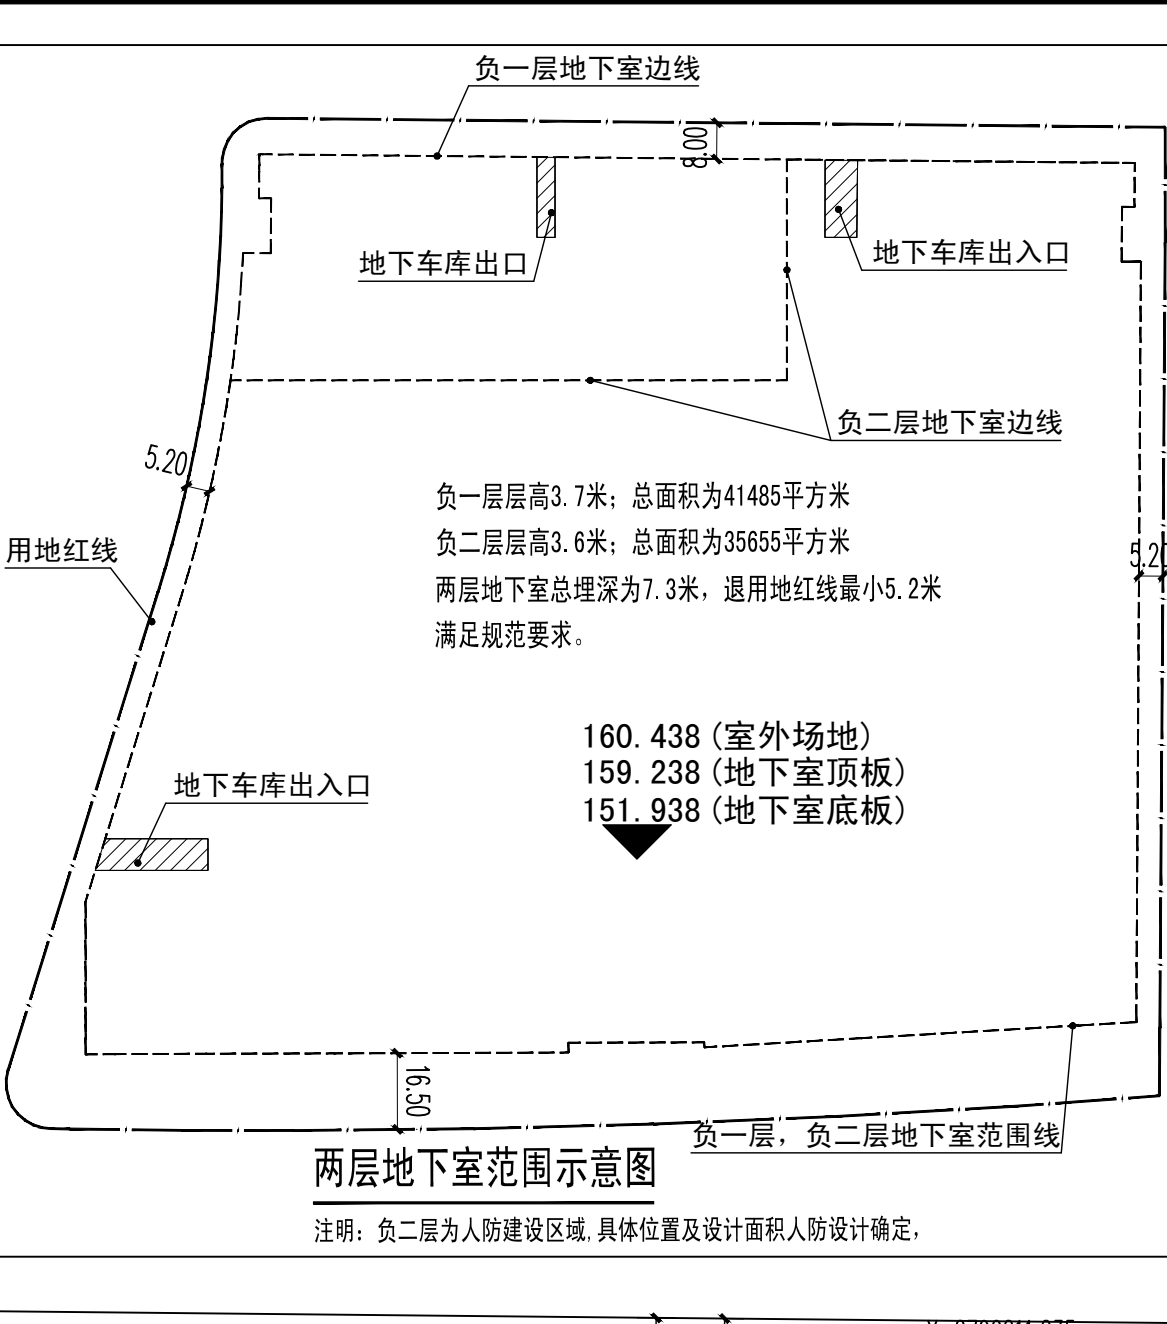 负一层地下室边线
8.00
地下车库出口
地下车库出入口
负二层地下室边线
5.20
负一层层高3.7米；总面积为41485平方米
负二层层高3.6米；总面积为35655平方米
用地红线
5.20
两层地下室总埋深为7.3米，退用地红线最小5.2米
满足规范要求。
160.438(室外场地)
159.238(地下室顶板)
151.938(地下室底板)
地下车库出入口
16.50
负一层，负二层地下室范围线
两层地下室范围示意图
注明：负二层为人防建设区域,具体位置及设计面积人防设计确定，